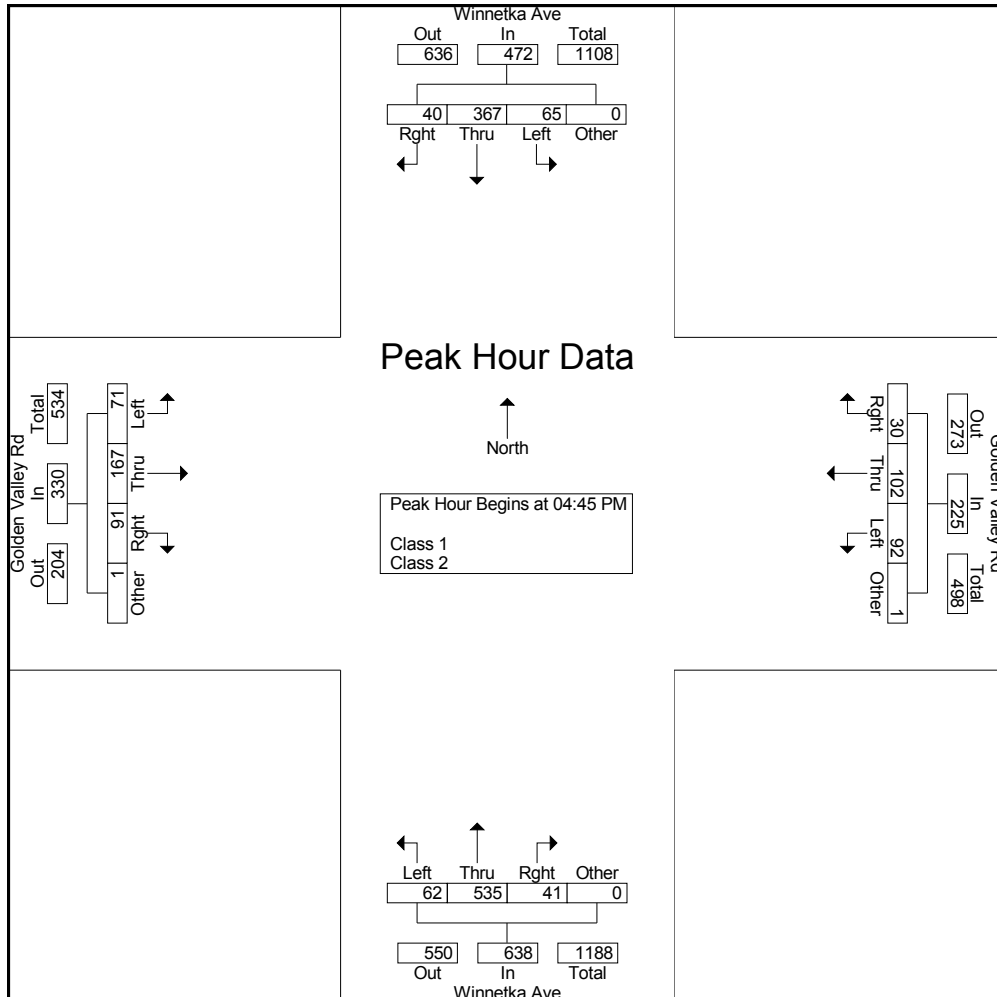 Winnetka Ave
Out In Total
636 472 1108
40 367 65 0
Rght Thru Left Other
Peak Hour Data
North
Peak Hour Begins at 04:45 PM
Class 1
Class 2
Golden Valley Rd
Out In Total
204 330 534
1 91 167 71
Other Rght Thru Left
Golden Valley Rd
Out In Total
273 225 498
30 102 92 1
Rght Thru Left Other
Left Thru Rght Other
62 535 41 0
550 638 1188
Out In Total
Winnetka Ave